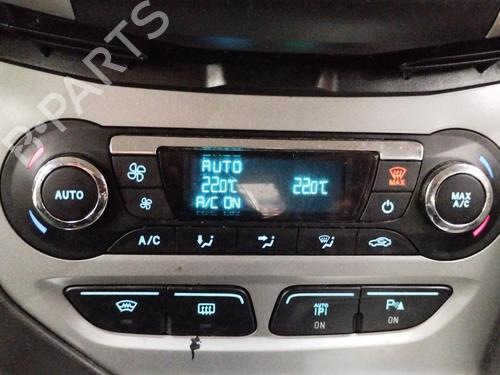 B-PARTS
AUTO
22.0°C 22.0°C
A/C ON
MAX
AUTO
MAX
A/C
A/C
AUTO
P
ON
P
ON